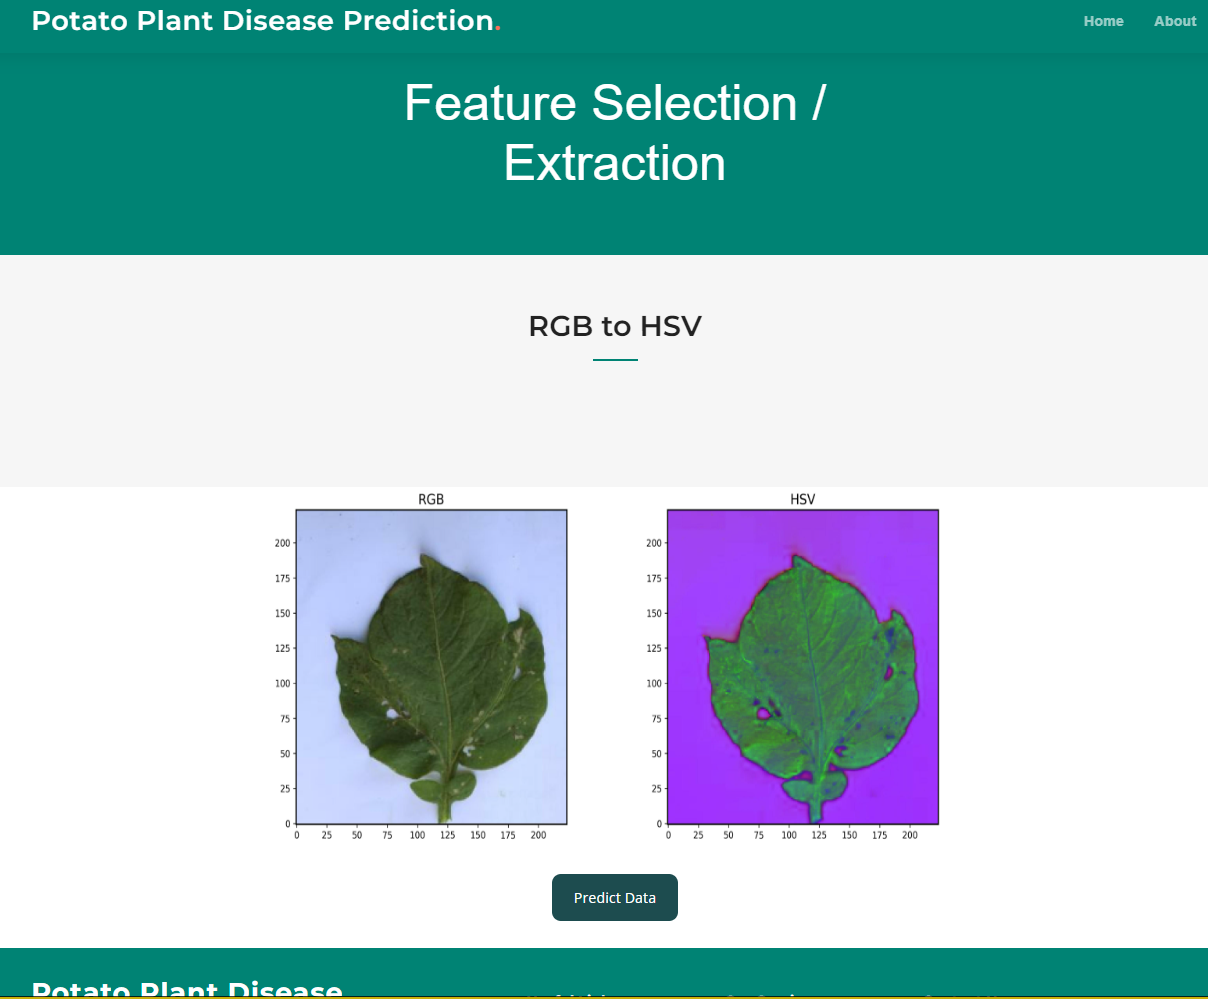 Potato Plant Disease Prediction.
Home
About
Feature Selection /
Extraction
RGB to HSV
RGB
HSV
200
175
150
125
100
75
50
25
0
0 25 50 75 100 125 150 175 200
200
175
150
125
100
75
50
25
0
0 25 50 75 100 125 150 175 200
Predict Data
Potato Plant Disease